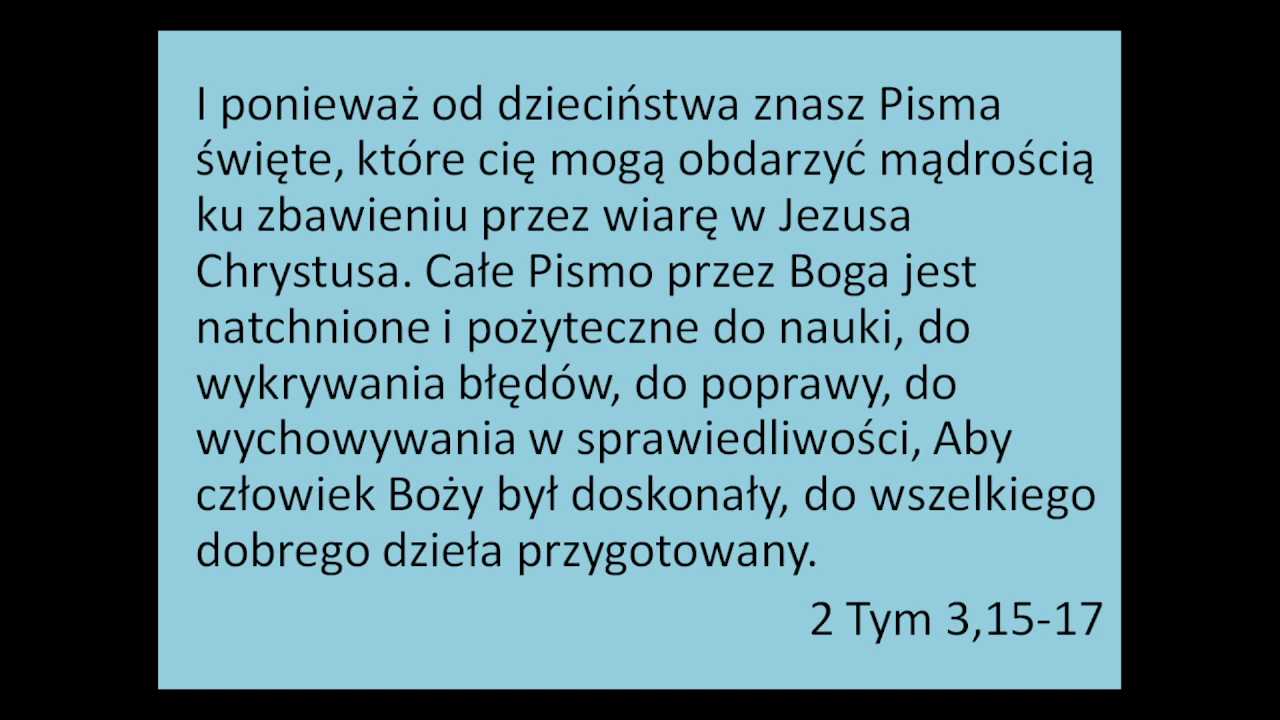 I ponieważ od dzieciństwa znasz Pisma
święte, które cię mogą obdarzyć mądrością
ku zbawieniu przez wiarę w Jezusa
Chrystusa. Całe Pismo przez Boga jest
natchnione i pożyteczne do nauki, do
wykrywania błędów, do poprawy, do
wychowywania w sprawiedliwości, Aby
człowiek Boży był doskonały, do wszelkiego
dobrego dzieła przygotowany.
2 Tym 3,15-17